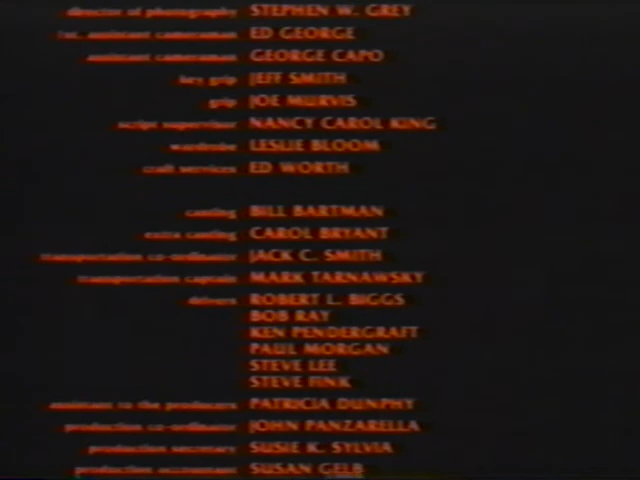 director of photography STEPHEN W. GREY
1st. assistant cameraman ED GEORGE
assistant cameraman GEORGE CAPO
key grip JEFF SMITH
grip JOE MURVIS
script supervisor NANCY CAROL KING
wardrobe LESLIE BLOOM
craft services ED WORTH
casting BILL BARTMAN
extra casting CAROL BRYANT
transportation co-ordinator JACK C. SMITH
transportation captain MARK TARNAWSKY
drivers ROBERT L. BIGGS
BOB RAY
KEN PENDERGRAFT
PAUL MORGAN
STEVE LEE
STEVE FINK
assistant to the producers PATRICIA DUNPHY
production co-ordinator JOHN PANZARELLA
production secretary SUSIE K. SYLVIA
production accountant SUSAN GELB